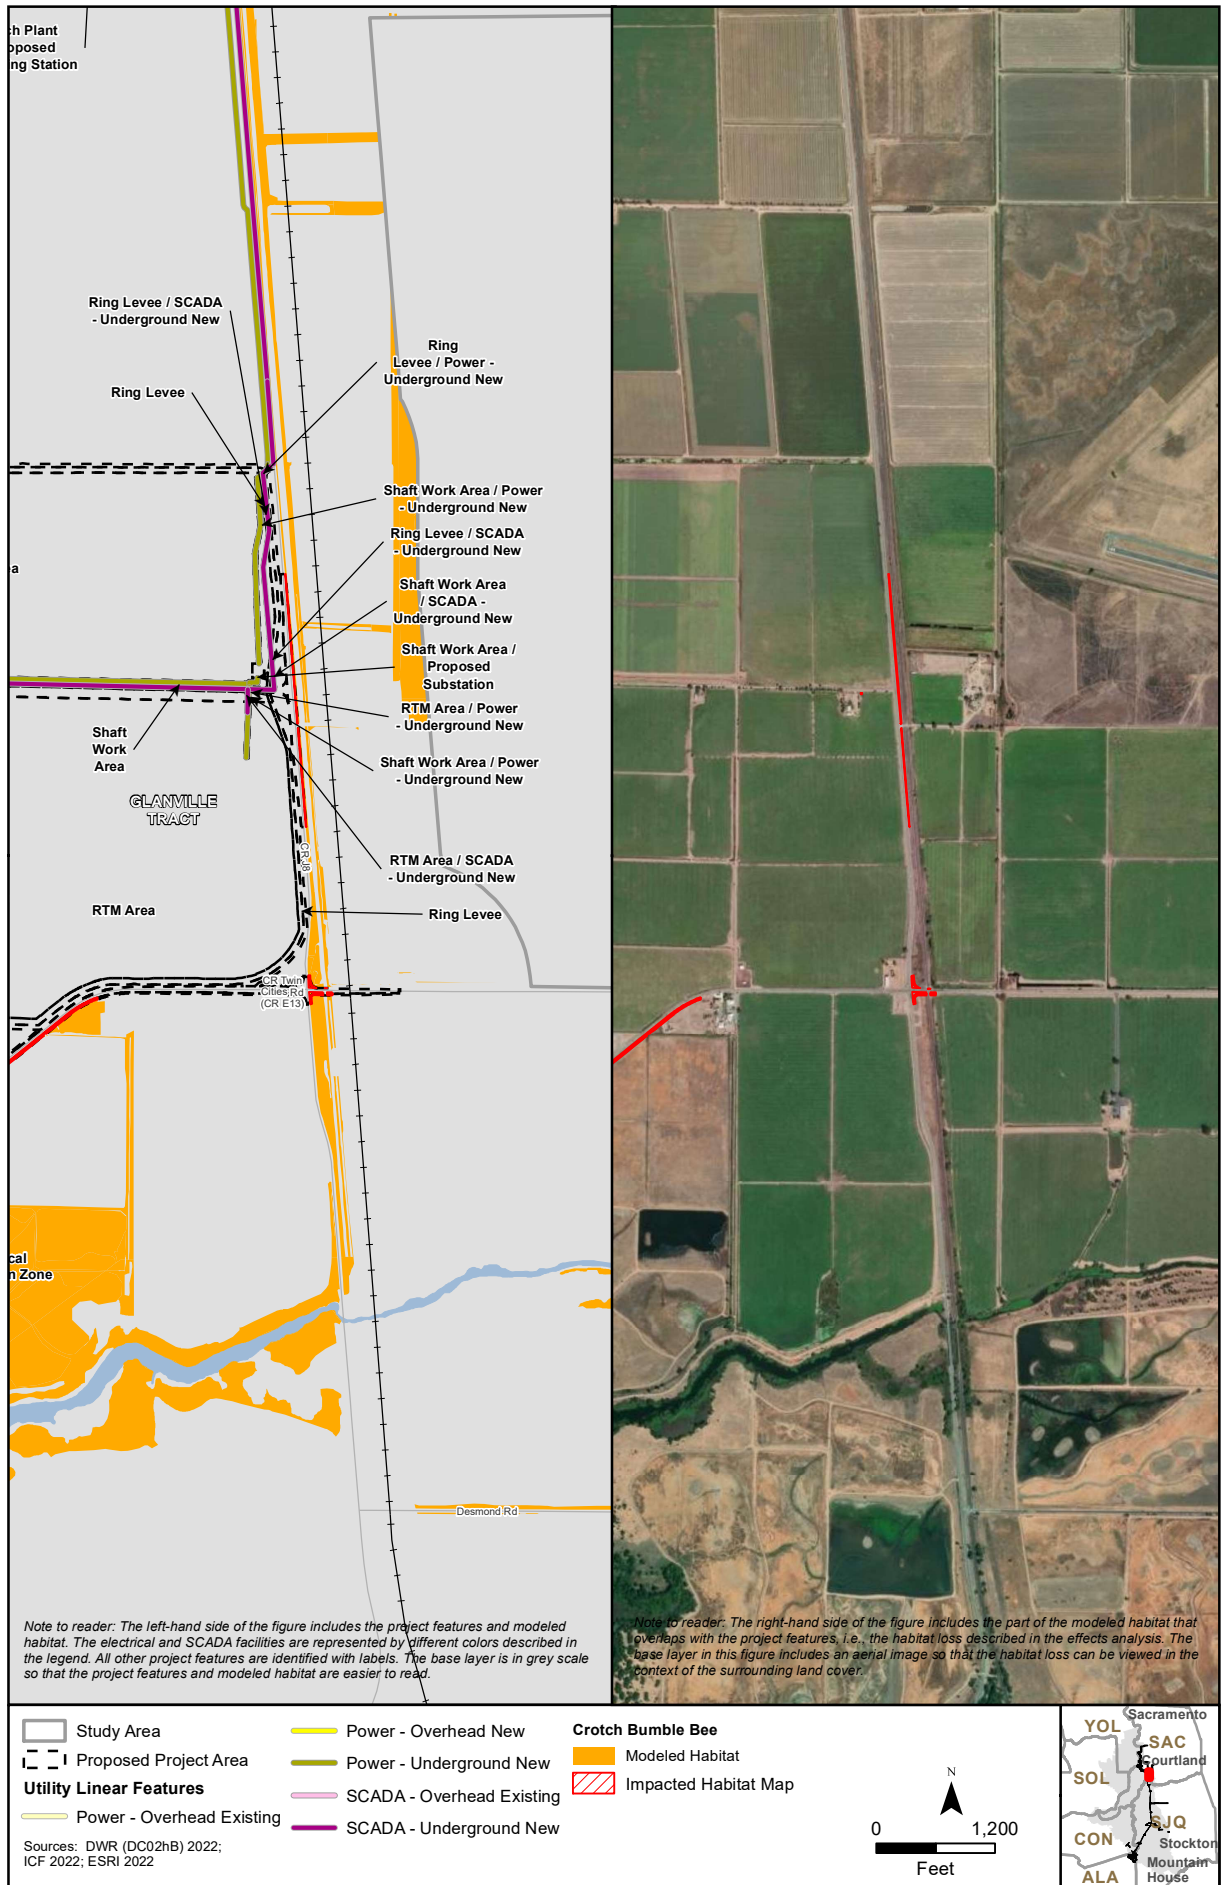 ch Plant
oposed
ng Station
Ring Levee / SCADA
- Underground New
Ring
Levee / Power -
Underground New
Ring Levee
Shaft Work Area / Power
- Underground New
Ring Levee / SCADA
- Underground New
ea
Shaft Work Area
/ SCADA -
Underground New
Shaft Work Area /
Proposed
Substation
RTM Area / Power
- Underground New
Shaft
Work
Area
Shaft Work Area / Power
- Underground New
GLANVILLE
TRACT
CR J8
RTM Area / SCADA
- Underground New
RTM Area
Ring Levee
CR Twin
Cities Rd
(CR E13)
cal
n Zone
Desmond Rd
Note to reader: The left-hand side of the figure includes the project features and modeled
habitat. The electrical and SCADA facilities are represented by different colors described in
the legend. All other project features are identified with labels. The base layer is in grey scale
so that the project features and modeled habitat are easier to read.
Note to reader: The right-hand side of the figure includes the part of the modeled habitat that
overlaps with the project features, i.e., the habitat loss described in the effects analysis. The
base layer in this figure includes an aerial image so that the habitat loss can be viewed in the
context of the surrounding land cover.
Study Area
Proposed Project Area
Utility Linear Features
Power - Overhead Existing
Power - Overhead New
Power - Underground New
SCADA - Overhead Existing
SCADA - Underground New
Crotch Bumble Bee
Modeled Habitat
Impacted Habitat Map
Sources: DWR (DC02hB) 2022;
ICF 2022; ESRI 2022
N
0 1,200
Feet
Sacramento
YOL
SAC
Courtland
SOL
SJQ
CON
Stockton
Mountain
House
ALA